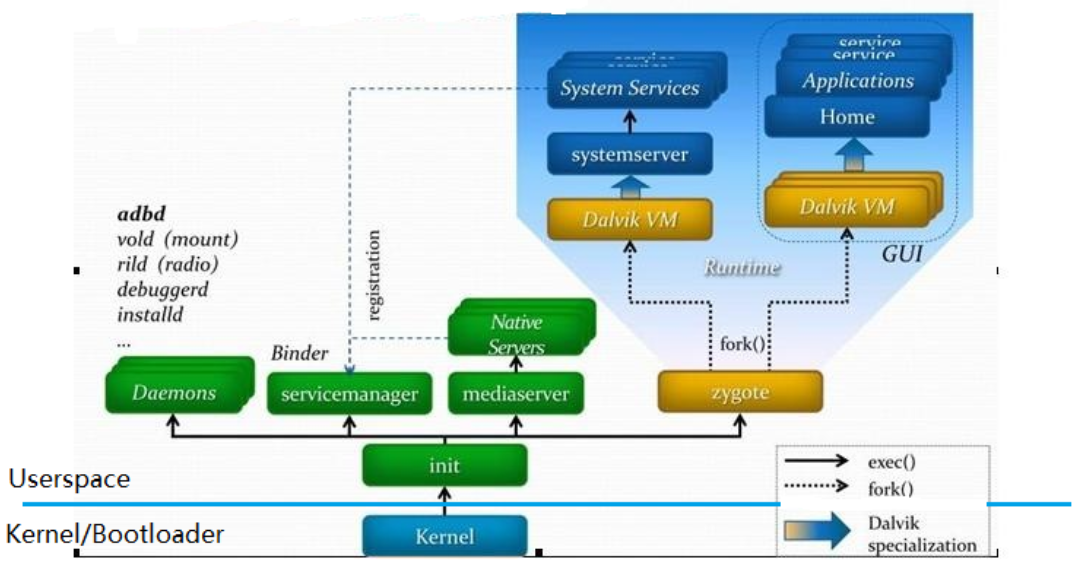 service
service
System Services
systemserver
Dalvik VM
service
service
Applications
Home
Dalvik VM
GUI
Runtime
adbd
vold (mount)
rild (radio)
debuggerd
installd
...
registration
Binder
Native
Servers
fork()
Daemons
servicemanager
mediaserver
zygote
init
Userspace
Kernel/Bootloader
Kernel
exec()
fork()
Dalvik
specialization